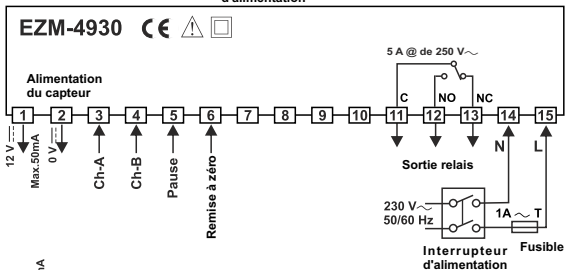 d'alimentation
EZM-4930 CE
5 A @ de 250 V~
Alimentation
du capteur
C NO NC
1 2 3 4 5 6 7 8 9 10 11 12 13 14 15
12 V
Max.50mA
0 V
Ch-A
Ch-B
Pause
Remise à zéro
Sortie relais
N L
230 V~
50/60 Hz
1A ~ T
Interrupteur
d'alimentation
Fusible